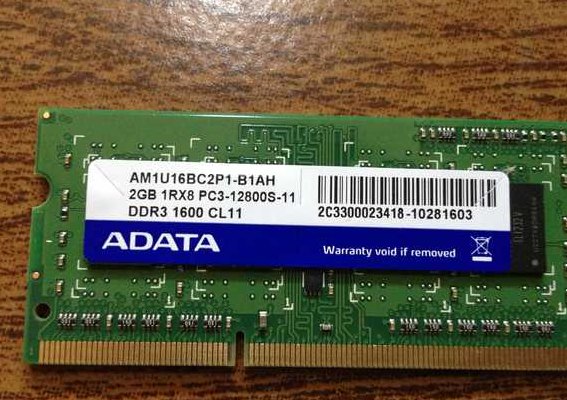 AM1U16BC2P1-B1AH
2GB 1RX8 PC3-12800S-11
DDR3 1600 CL11
2C3300023418-10281603
ADATA
Warranty void if removed